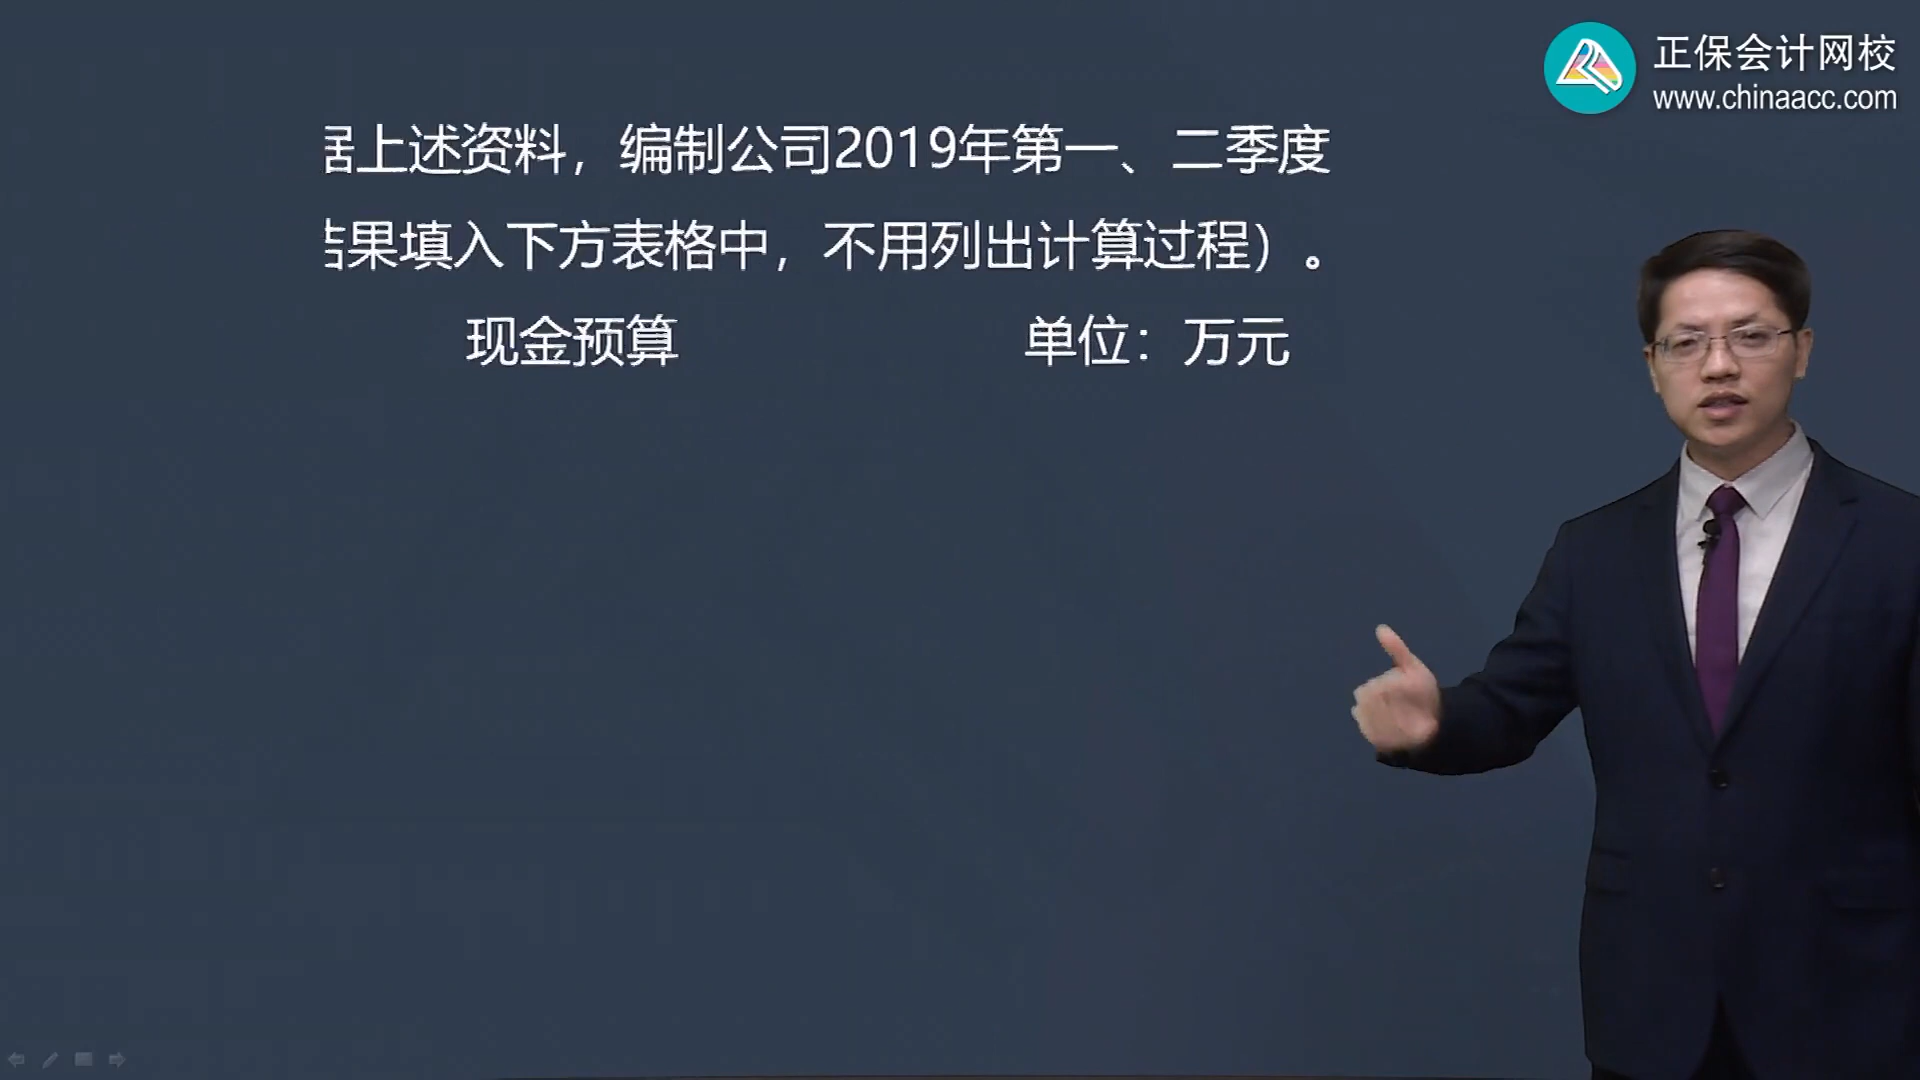 正保会计网校
www.chinaacc.com
上述资料，编制公司2019年第一、二季度
果填入下方表格中，不用列出计算过程）。
现金预算 单位：万元